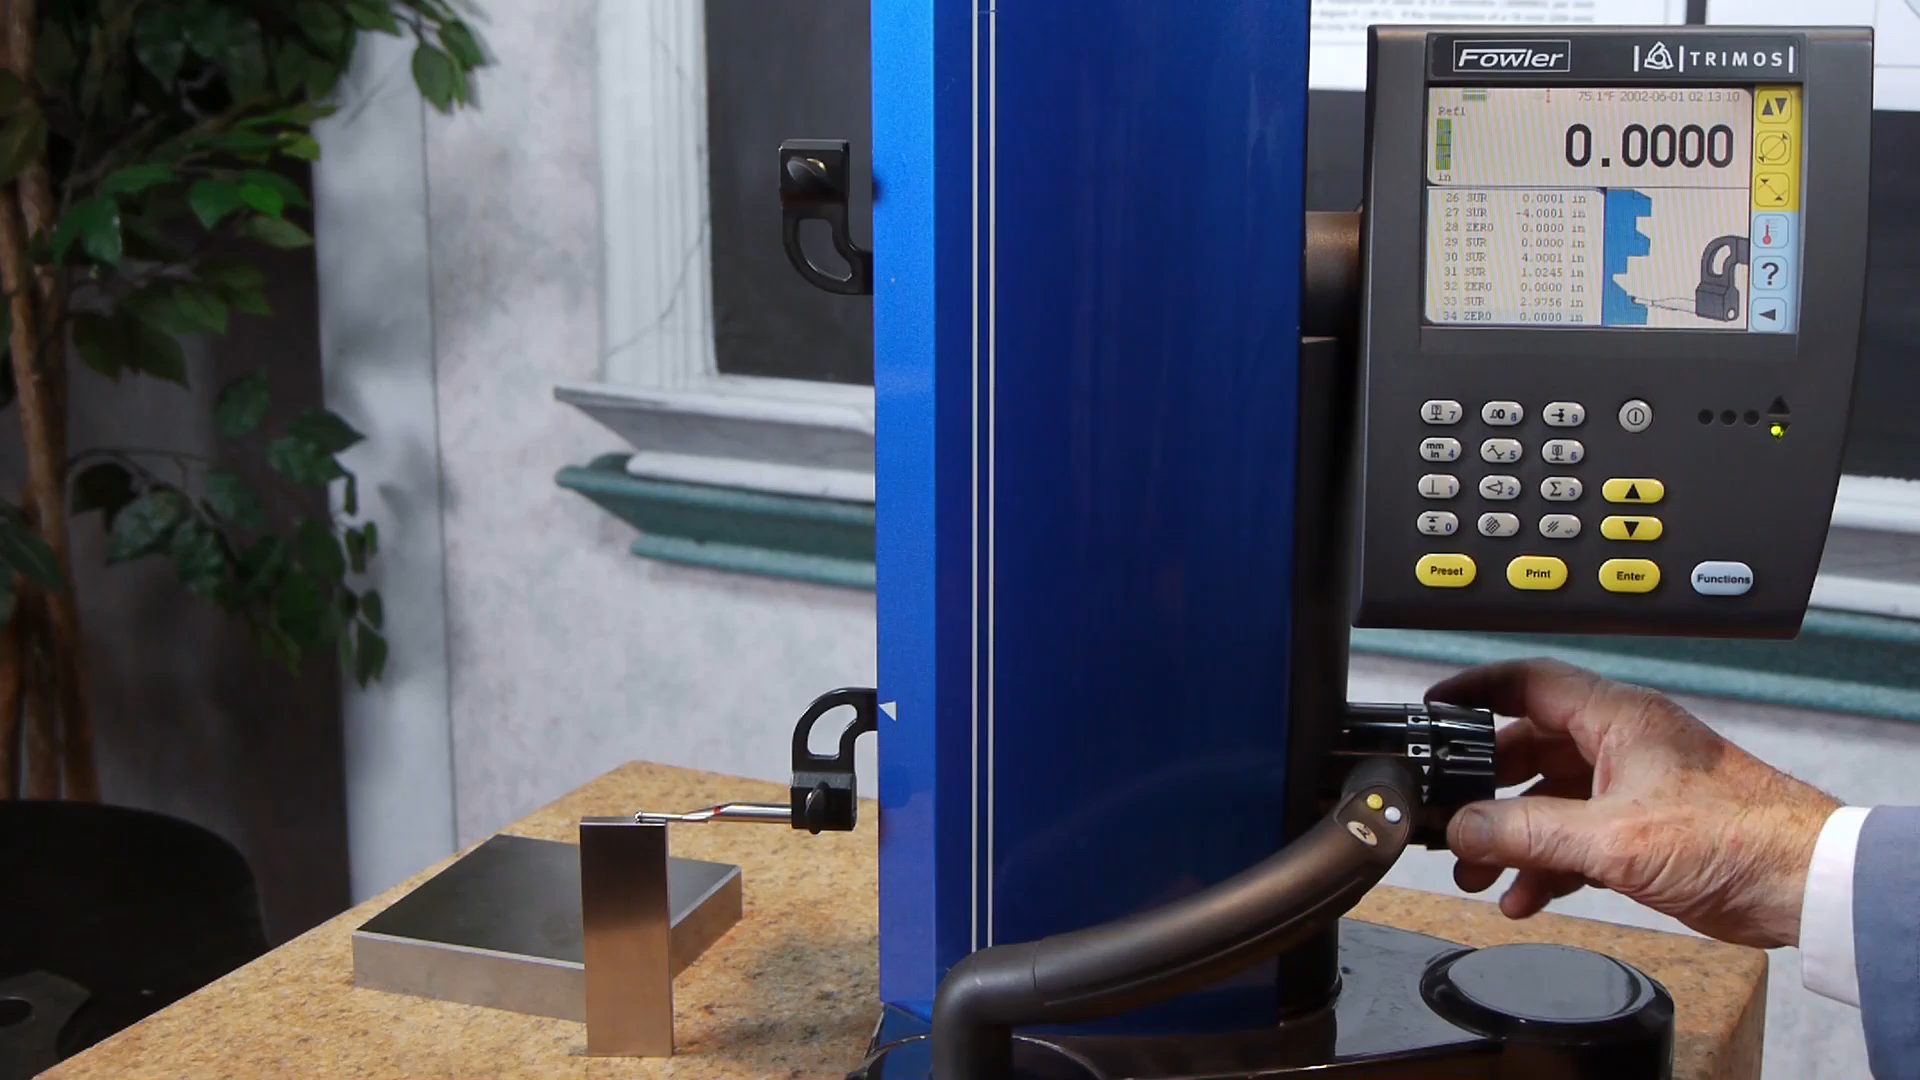 Fowler
TRIMOS
75.1°F 2002-06-01 02 13:10
Ref1
0.0000
in
26 SUR 0.0001 in
27 SUR -4.0001 in
28 ZERO 0.0000 in
29 SUR 0.0000 in
30 SUR 4.0001 in
31 SUR 1.0245 in
32 ZERO 0.0000 in
33 SUR 2.9756 in
34 ZERO 0.0000 in
?
7 8 9
mm
in 4 5 6
1 2 Σ 3
0
Preset Print Enter Functions